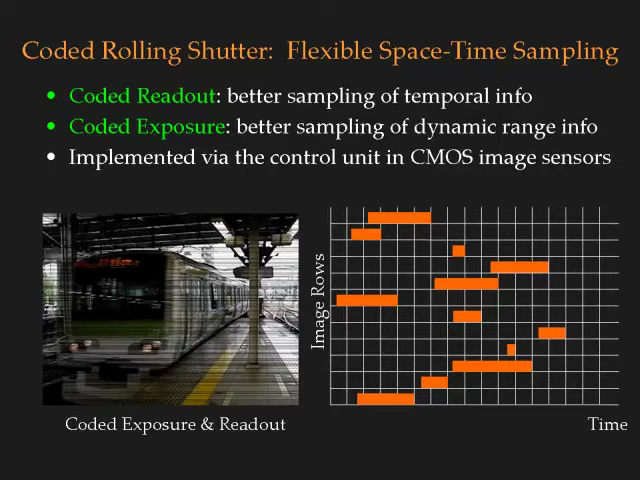 Coded Rolling Shutter: Flexible Space-Time Sampling
• Coded Readout: better sampling of temporal info
• Coded Exposure: better sampling of dynamic range info
• Implemented via the control unit in CMOS image sensors
Image Rows
Coded Exposure & Readout
Time